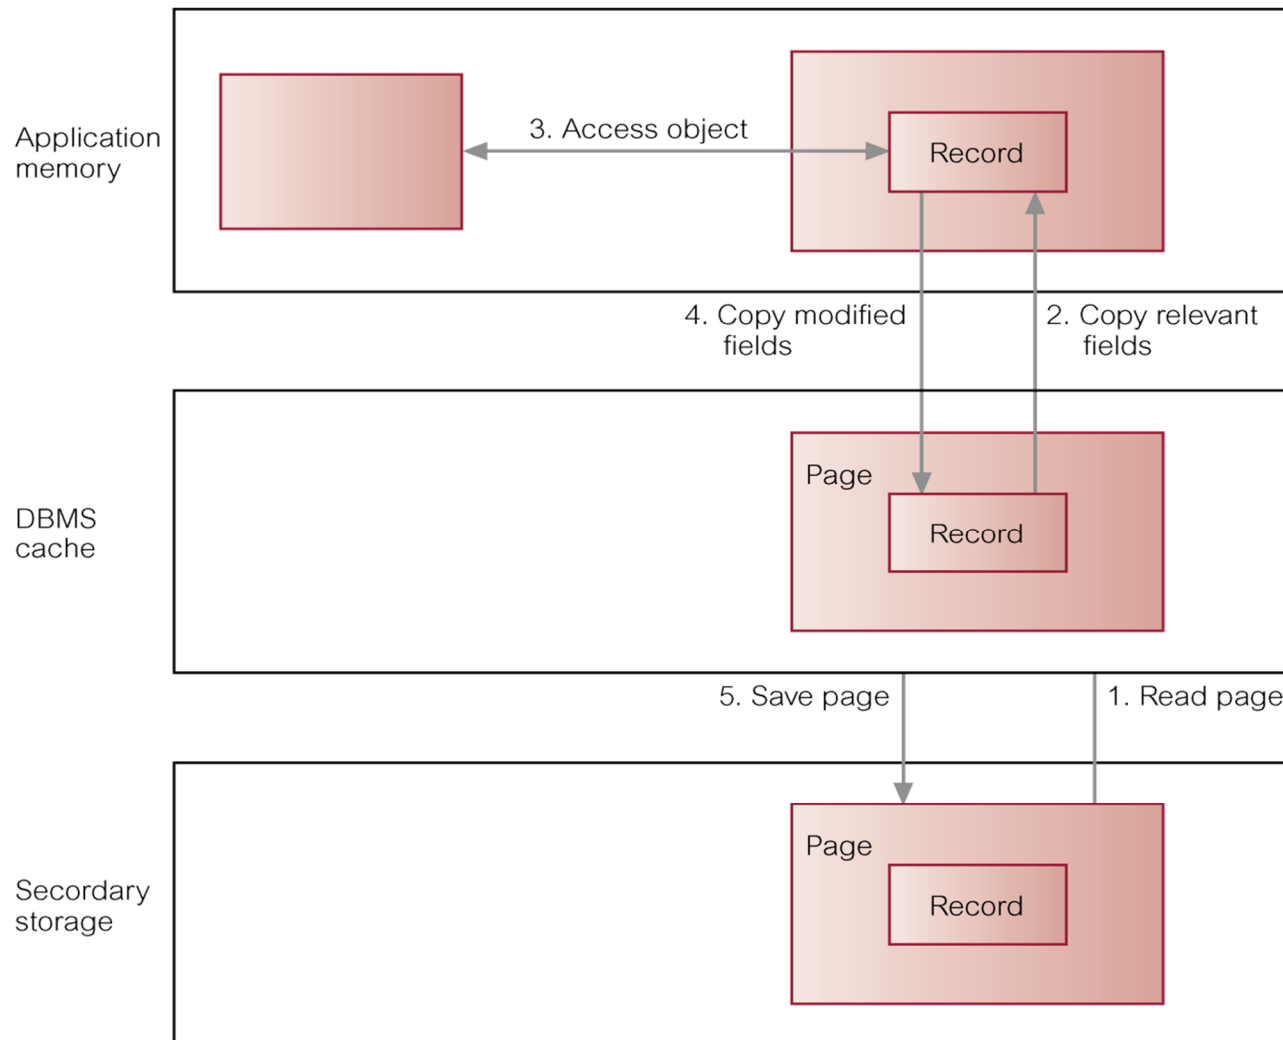 Application
memory
3. Access object
Record
4. Copy modified
fields
2. Copy relevant
fields
DBMS
cache
Page
Record
5. Save page
1. Read page
Secordary
storage
Page
Record